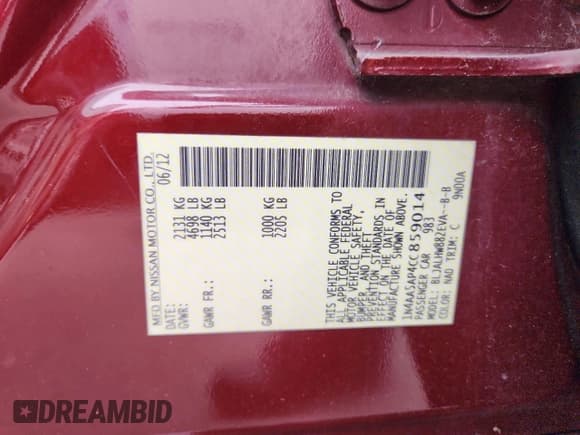 MFD BY NISSAN MOTOR CO., LTD.
DATE: 06/12
GVWR: 2131 KG
4698 LB
GAWR FR: 1140 KG
2513 LB
GAWR RR: 1000 KG
2205 LB
THIS VEHICLE CONFORMS TO
ALL APPLICABLE FEDERAL
MOTOR VEHICLE SAFETY,
BUMPER, AND THEFT
PREVENTION STANDARDS IN
EFFECT ON THE DATE OF
MANUFACTURE SHOWN ABOVE.
1N4AA5AP4CC859014
PASSENGER CAR 983
MODEL: BLJALHW882EVA--B-B
COLOR: NAD TRIM: C 9N00A
DREAMBID